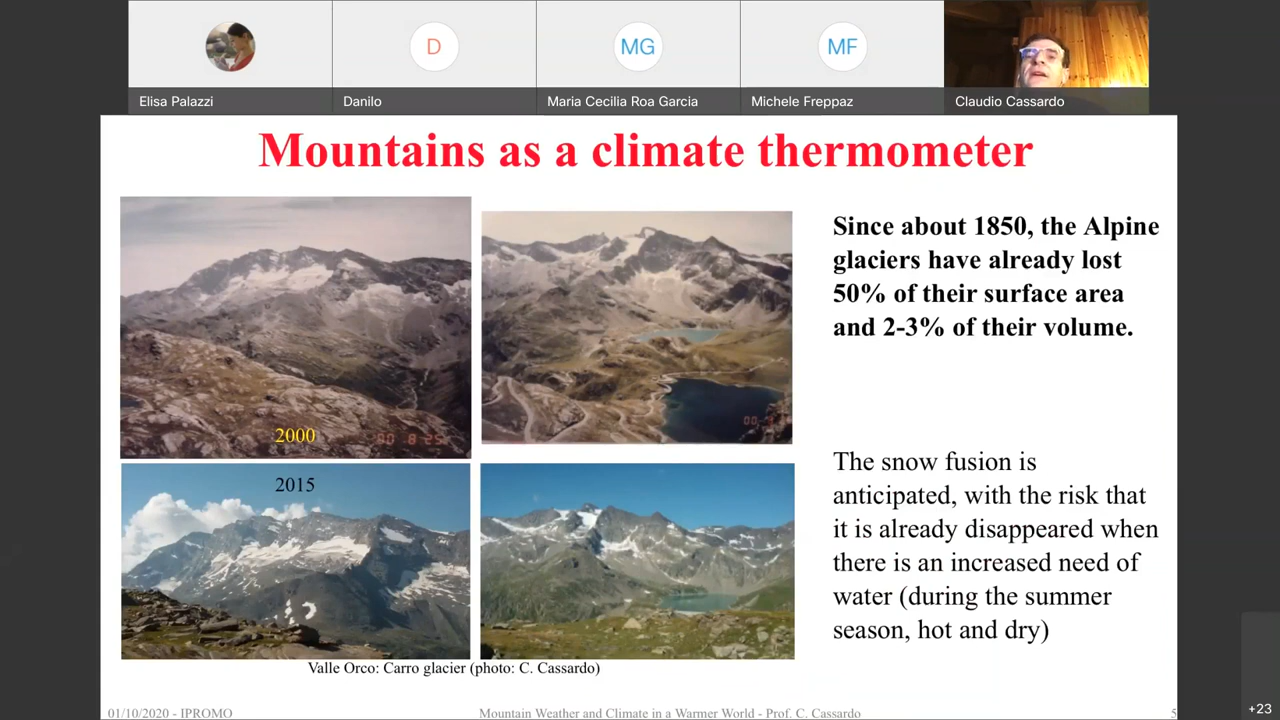 D
MG
MF
Elisa Palazzi
Danilo
Maria Cecilia Roa Garcia
Michele Freppaz
Claudio Cassardo
Mountains as a climate thermometer
Since about 1850, the Alpine
glaciers have already lost
50% of their surface area
and 2-3% of their volume.
2000
2015
The snow fusion is
anticipated, with the risk that
it is already disappeared when
there is an increased need of
water (during the summer
season, hot and dry)
Valle Orco: Carro glacier (photo: C. Cassardo)
01/10/2020 - IPROMO
Mountain Weather and Climate in a Warmer World - Prof. C. Cassardo
5
+23